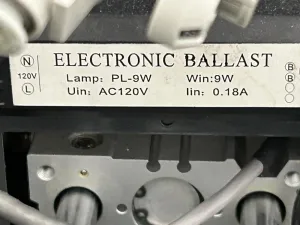 ELECTRONIC BALLAST
N
120V
L
Lamp: PL-9W Win: 9W
Uin: AC120V Iin: 0.18A
B
B